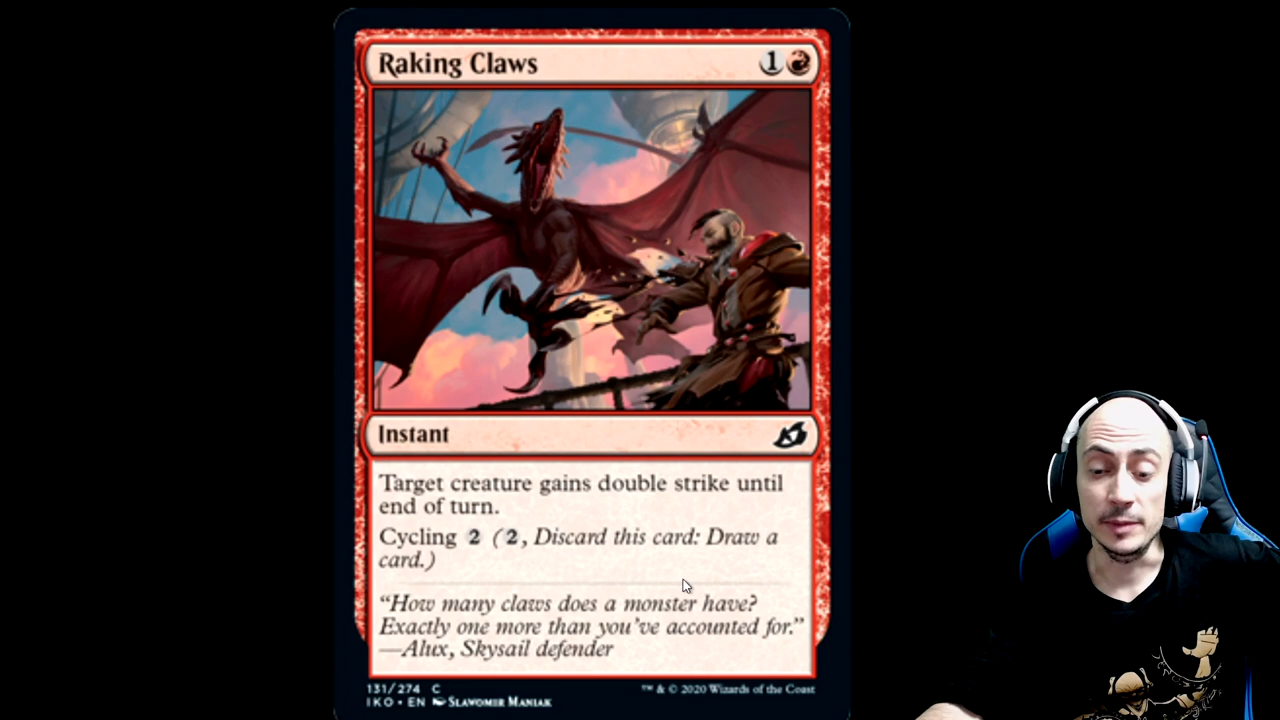 Raking Claws 1
Instant
Target creature gains double strike until
end of turn.
Cycling 2 (2, Discard this card: Draw a
card.)
“How many claws does a monster have?
Exactly one more than you’ve accounted for.”
—Alux, Skysail defender
131/274 C
IKO • EN Slawomir Maniak
™ & © 2020 Wizards of the Coast